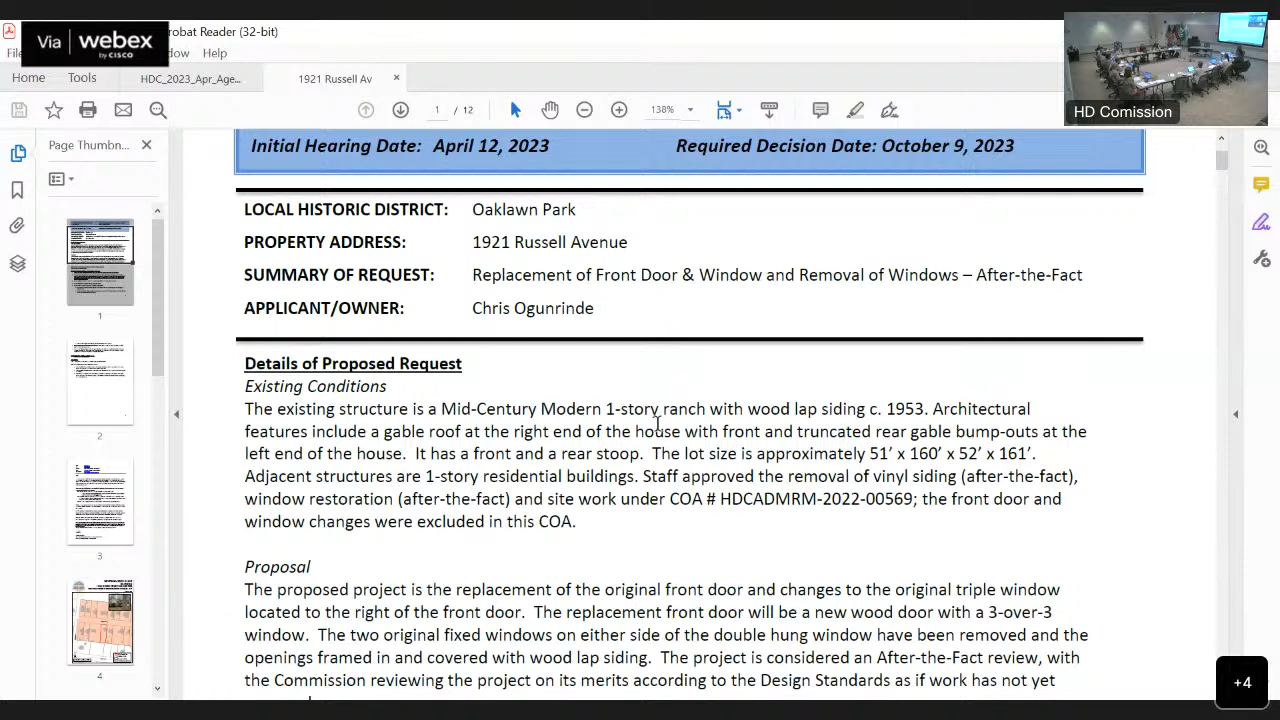 Via webex
by CISCO
robat Reader (32-bit)
dow Help
Home Tools HDC_2023_Apr_Age... 1921 Russell Av
1 / 12 138%
HD Comission
Page Thumbn...
1
2
3
4
Initial Hearing Date: April 12, 2023 Required Decision Date: October 9, 2023
LOCAL HISTORIC DISTRICT: Oaklawn Park
PROPERTY ADDRESS: 1921 Russell Avenue
SUMMARY OF REQUEST: Replacement of Front Door & Window and Removal of Windows – After-the-Fact
APPLICANT/OWNER: Chris Ogunrinde
Details of Proposed Request
Existing Conditions
The existing structure is a Mid-Century Modern 1-story ranch with wood lap siding c. 1953. Architectural
features include a gable roof at the right end of the house with front and truncated rear gable bump-outs at the
left end of the house. It has a front and a rear stoop. The lot size is approximately 51’ x 160’ x 52’ x 161’.
Adjacent structures are 1-story residential buildings. Staff approved the removal of vinyl siding (after-the-fact),
window restoration (after-the-fact) and site work under COA # HDCADMRM-2022-00569; the front door and
window changes were excluded in this COA.
Proposal
The proposed project is the replacement of the original front door and changes to the original triple window
located to the right of the front door. The replacement front door will be a new wood door with a 3-over-3
window. The two original fixed windows on either side of the double hung window have been removed and the
openings framed in and covered with wood lap siding. The project is considered an After-the-Fact review, with
the Commission reviewing the project on its merits according to the Design Standards as if work has not yet
+4